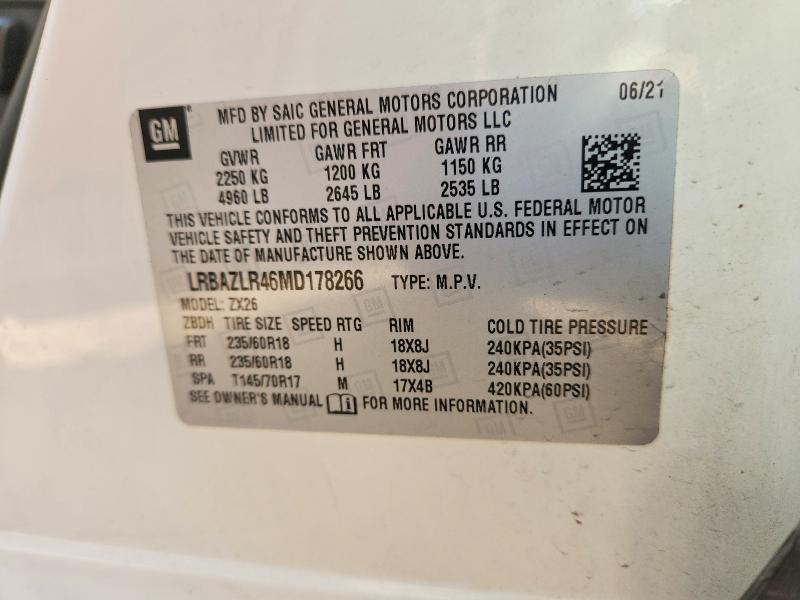 GM MFD BY SAIC GENERAL MOTORS CORPORATION 06/21
LIMITED FOR GENERAL MOTORS LLC
GVWR GAWR FRT GAWR RR
2250 KG 1200 KG 1150 KG
4960 LB 2645 LB 2535 LB
THIS VEHICLE CONFORMS TO ALL APPLICABLE U.S. FEDERAL MOTOR
VEHICLE SAFETY AND THEFT PREVENTION STANDARDS IN EFFECT ON
THE DATE OF MANUFACTURE SHOWN ABOVE.
LRBAZLR46MD178266 TYPE: M.P.V.
MODEL: ZX26
ZBDH TIRE SIZE SPEED RTG RIM COLD TIRE PRESSURE
FRT 235/60R18 H 18X8J 240KPA(35PSI)
RR 235/60R18 H 18X8J 240KPA(35PSI)
SPA T145/70R17 M 17X4B 420KPA(60PSI)
SEE OWNER'S MANUAL FOR MORE INFORMATION.